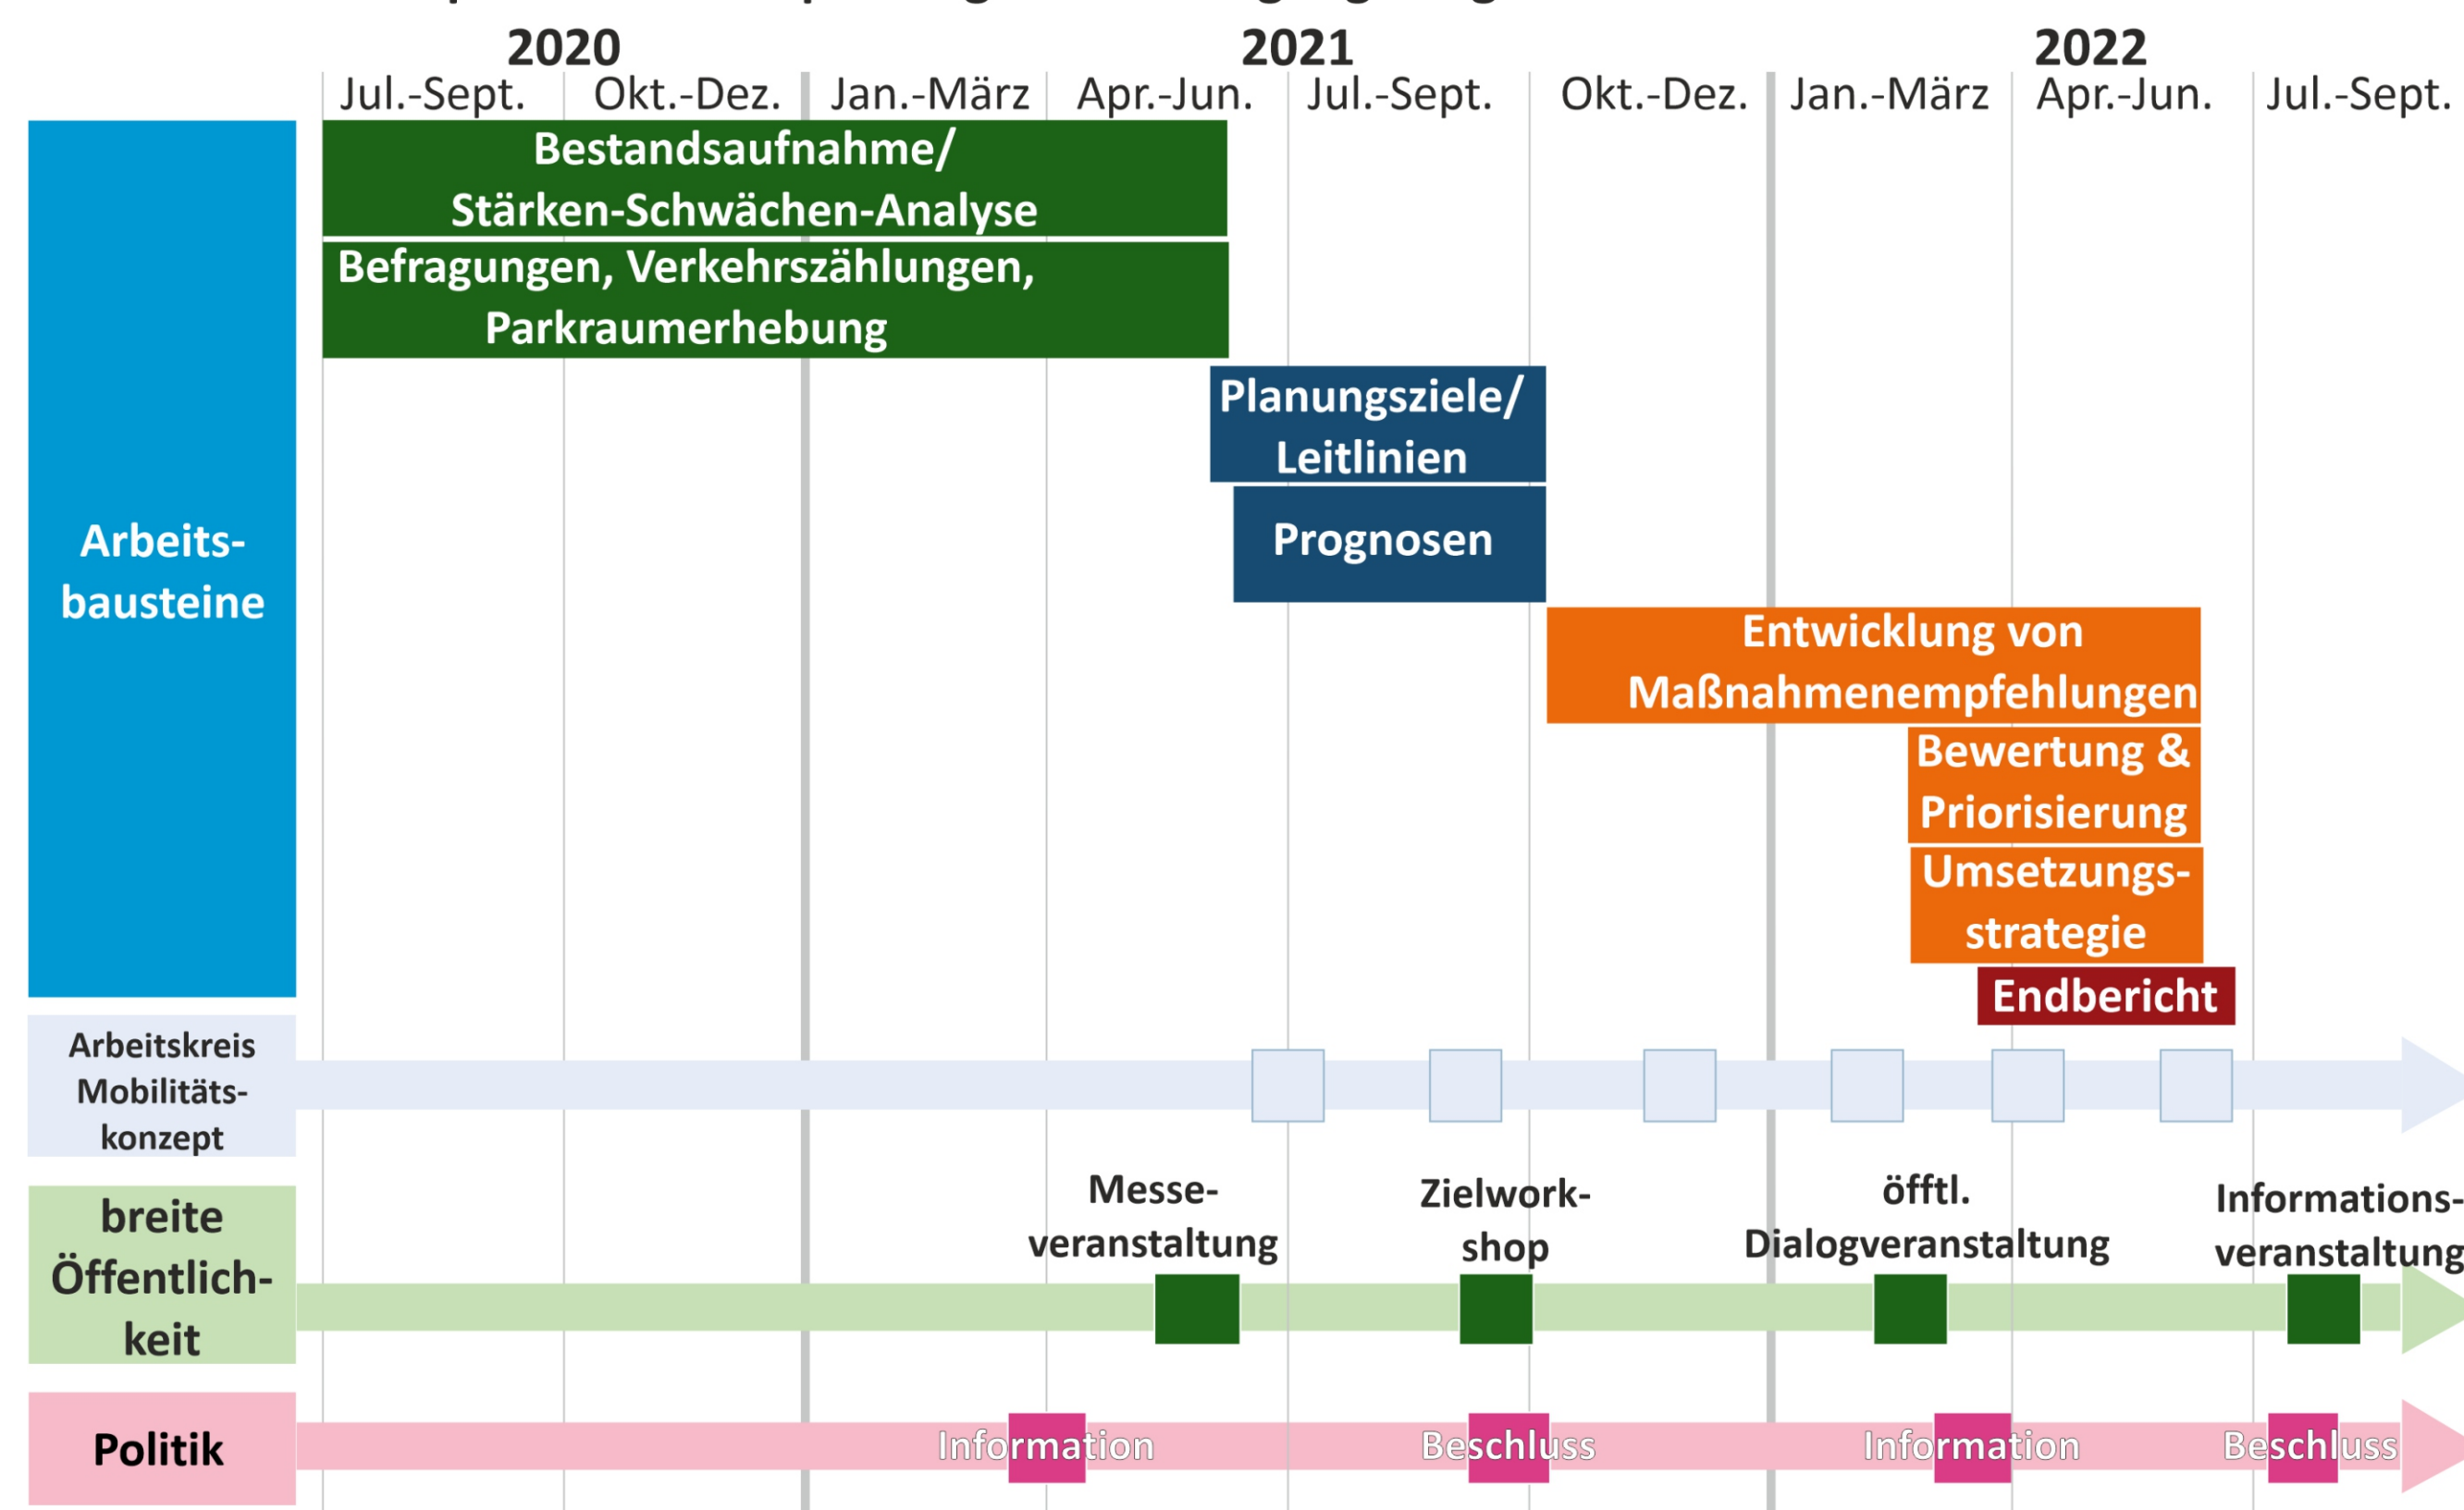 2020 2021 2022
Jul.-Sept. Okt.-Dez. Jan.-März Apr.-Jun. Jul.-Sept. Okt.-Dez. Jan.-März Apr.-Jun. Jul.-Sept.
Bestandsaufnahme/
Stärken-Schwächen-Analyse
Befragungen, Verkehrszählungen,
Parkraumerhebung
Planungsziele/
Leitlinien
Prognosen
Arbeits-
bausteine
Entwicklung von
Maßnahmenempfehlungen
Bewertung &
Priorisierung
Umsetzungs-
strategie
Endbericht
Arbeitskreis
Mobilitäts-
konzept
breite
Öffentlich-
keit
Messe-
veranstaltung
Zielwork-
shop
öfftl.
Dialogveranstaltung
Informations-
veranstaltung
Politik
Information Beschluss Information Beschluss